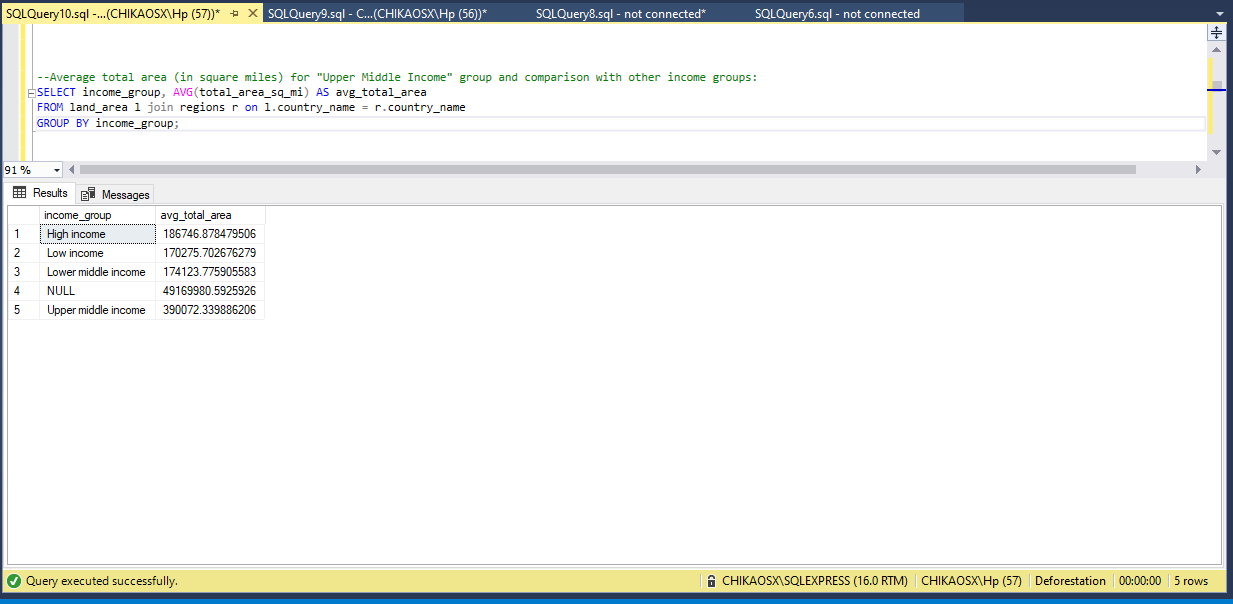 SQLQuery10.sql -...(CHIKAOSX\Hp (57))* SQLQuery9.sql - C...(CHIKAOSX\Hp (56))* SQLQuery8.sql - not connected* SQLQuery6.sql - not connected
--Average total area (in square miles) for "Upper Middle Income" group and comparison with other income groups:
SELECT income_group, AVG(total_area_sq_mi) AS avg_total_area
FROM land_area l join regions r on l.country_name = r.country_name
GROUP BY income_group;
91 %
Results Messages
income_group avg_total_area
1 High income 186746.878479506
2 Low income 170275.702676279
3 Lower middle income 174123.775905583
4 NULL 49169980.5925926
5 Upper middle income 390072.339886206
Query executed successfully. CHIKAOSX\SQLEXPRESS (16.0 RTM) CHIKAOSX\Hp (57) Deforestation 00:00:00 5 rows